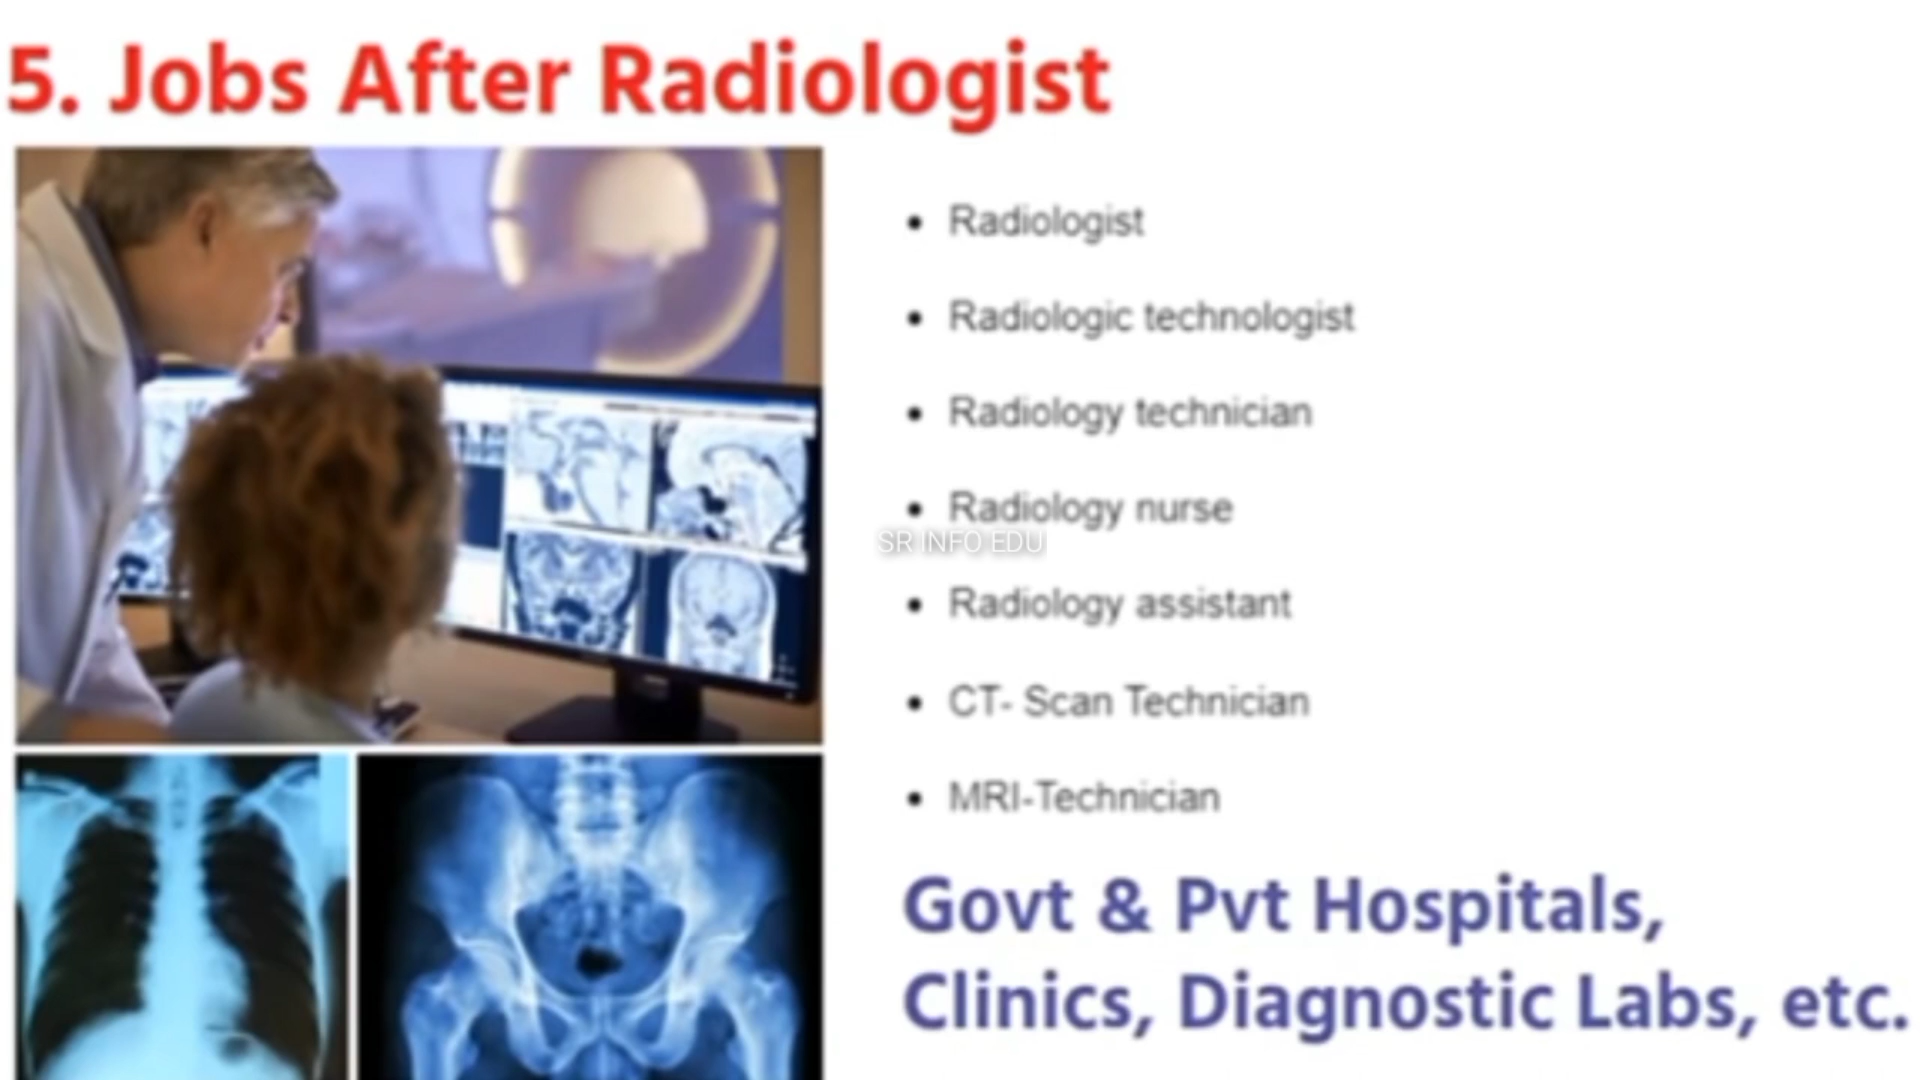 5. Jobs After Radiologist
• Radiologist
• Radiologic technologist
• Radiology technician
• Radiology nurse
SR INFO EDU
• Radiology assistant
• CT- Scan Technician
• MRI-Technician
Govt & Pvt Hospitals,
Clinics, Diagnostic Labs, etc.